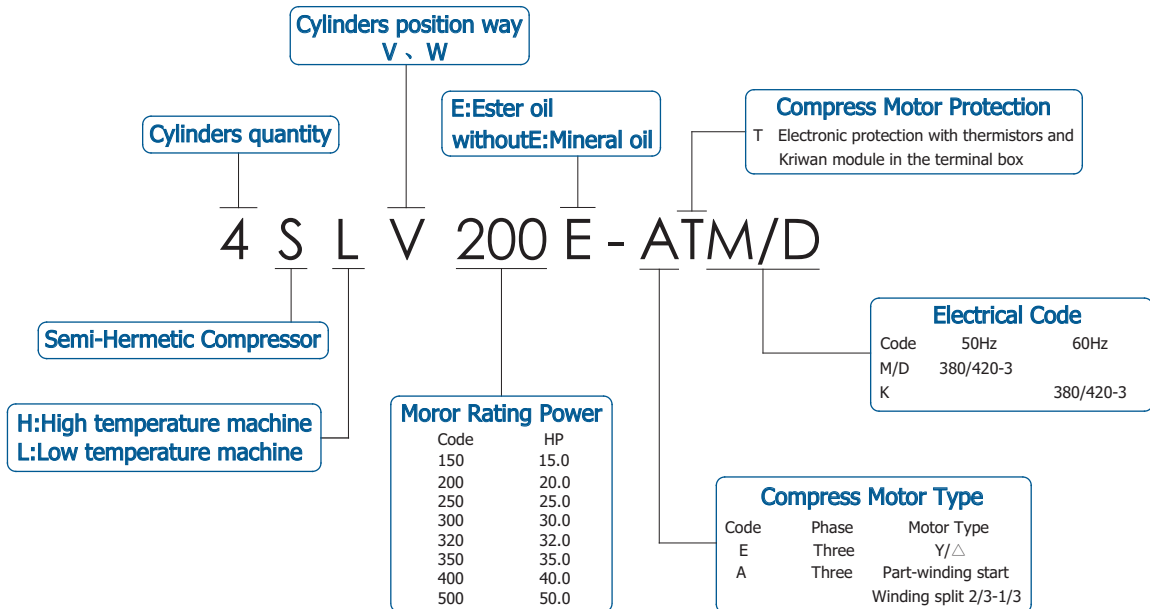 Cylinders position way
V 、 W
E:Ester oil
withoutE:Mineral oil
Compress Motor Protection
T Electronic protection with thermistors and
Kriwan module in the terminal box
Cylinders quantity
4 S L V 200 E - ATM/D
Semi-Hermetic Compressor
H:High temperature machine
L:Low temperature machine
Moror Rating Power
Code HP
150 15.0
200 20.0
250 25.0
300 30.0
320 32.0
350 35.0
400 40.0
500 50.0
Electrical Code
Code 50Hz 60Hz
M/D 380/420-3
K 380/420-3
Compress Motor Type
Code Phase Motor Type
E Three Y/△
A Three Part-winding start
Winding split 2/3-1/3